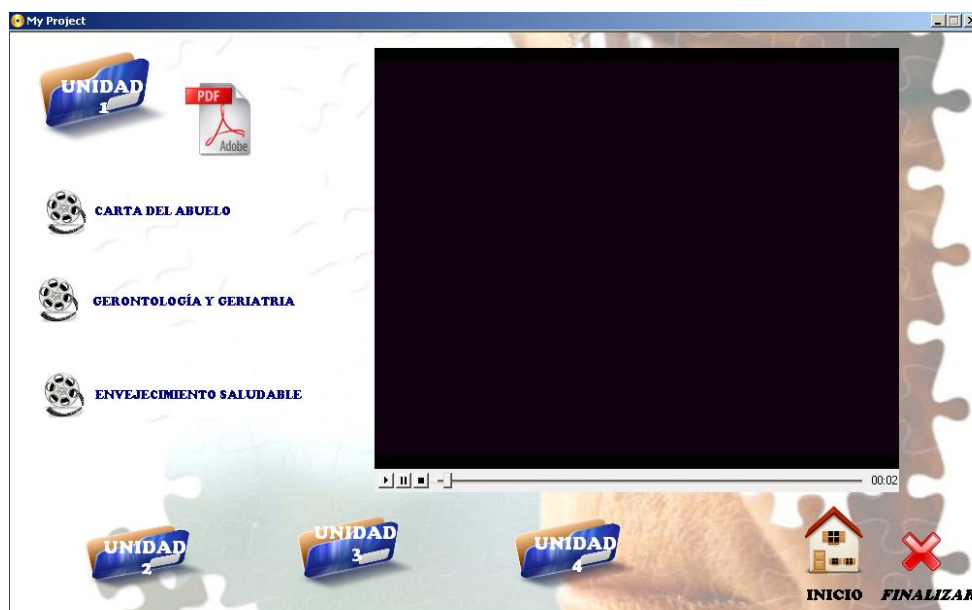 My Project
UNIDAD
1
PDF
Adobe
CARTA DEL ABUELO
GERONTOLOGÍA Y GERIATRIA
ENVEJECIMIENTO SALUDABLE
00:02
UNIDAD
2
UNIDAD
3
UNIDAD
4
INICIO
FINALIZAR